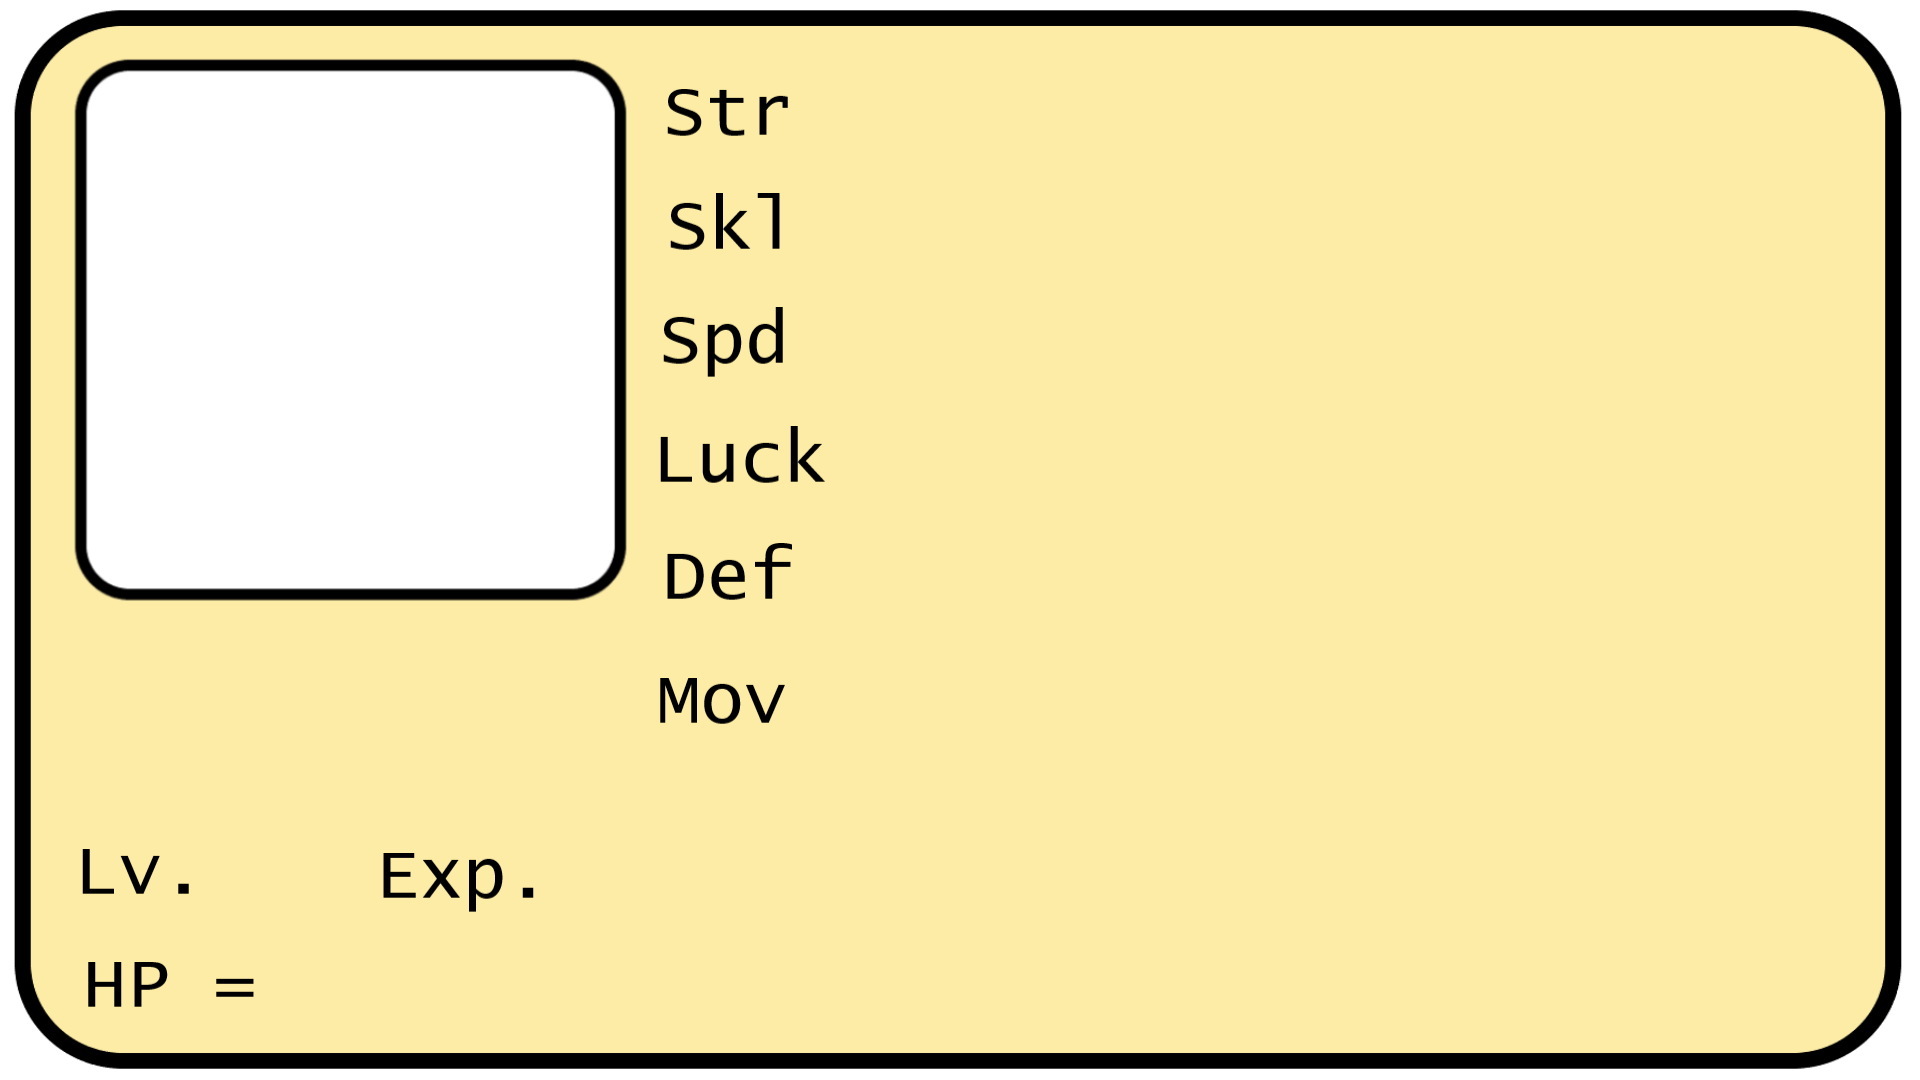 Str
Skl
Spd
Luck
Def
Mov
Lv. Exp.
HP =